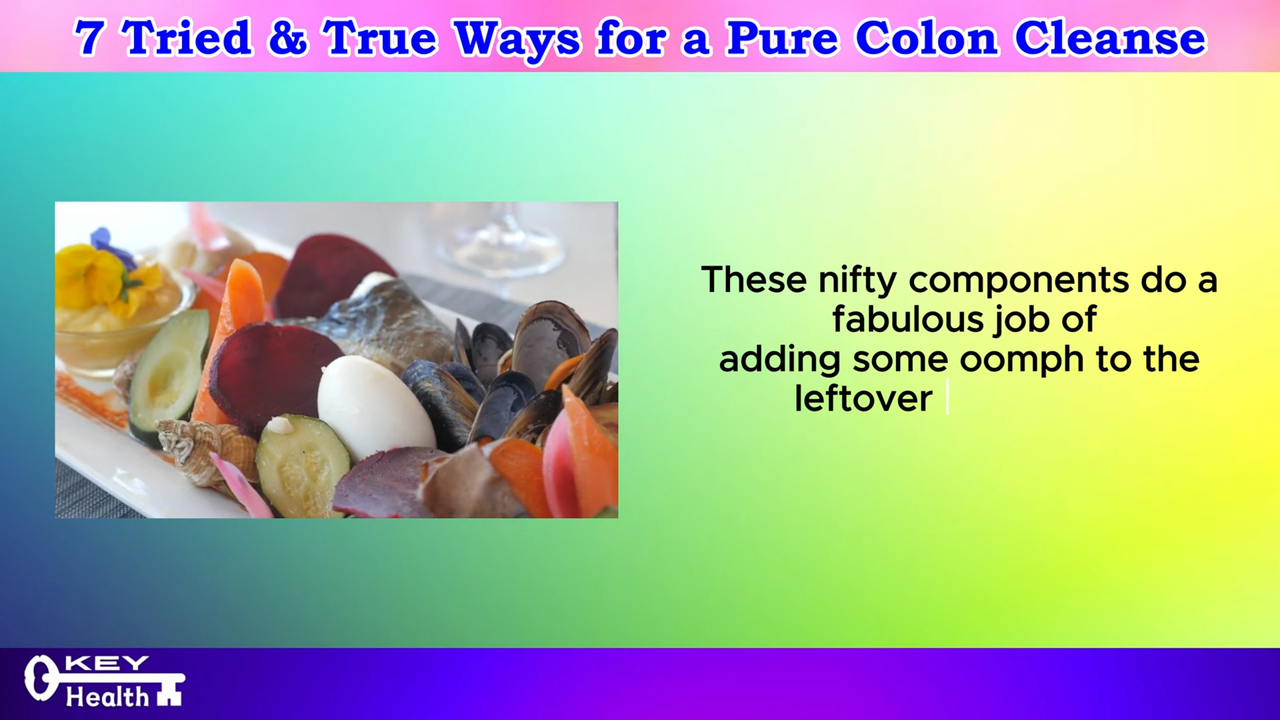 7 Tried & True Ways for a Pure Colon Cleanse
These nifty components do a
fabulous job of
adding some oomph to the
leftover
KEY
Health